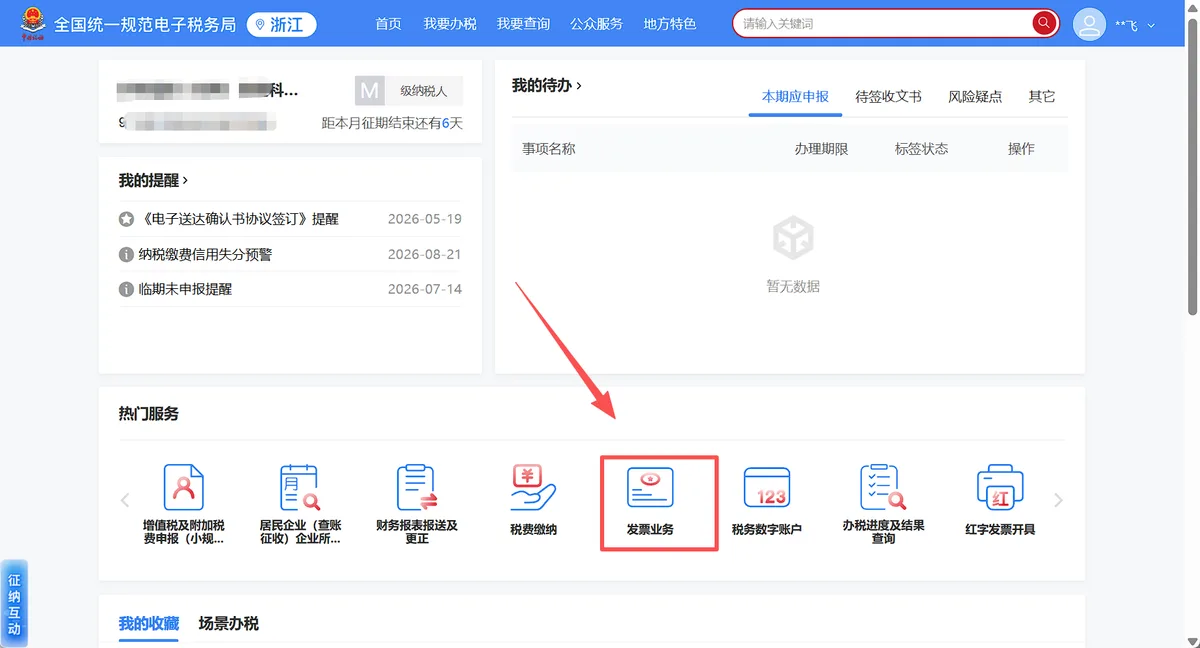 全国统一规范电子税务局
浙江
首页
我要办税
我要查询
公众服务
地方特色
请输入关键词
科...
M
级纳税人
9
距本月征期结束还有6天
我的提醒
《电子送达确认书协议签订》提醒
2026-05-19
纳税缴费信用失分预警
2026-08-21
临期未申报提醒
2026-07-14
我的待办
本期应申报
待签收文书
风险疑点
其它
事项名称
办理期限
标签状态
操作
暂无数据
热门服务
增值税及附加税
费申报（小规...
居民企业（查账
征收）企业所...
财务报表报送及
更正
税费缴纳
发票业务
123
税务数字账户
办税进度及结果
查询
红
红字发票开具
征
纳
互
动
我的收藏
场景办税